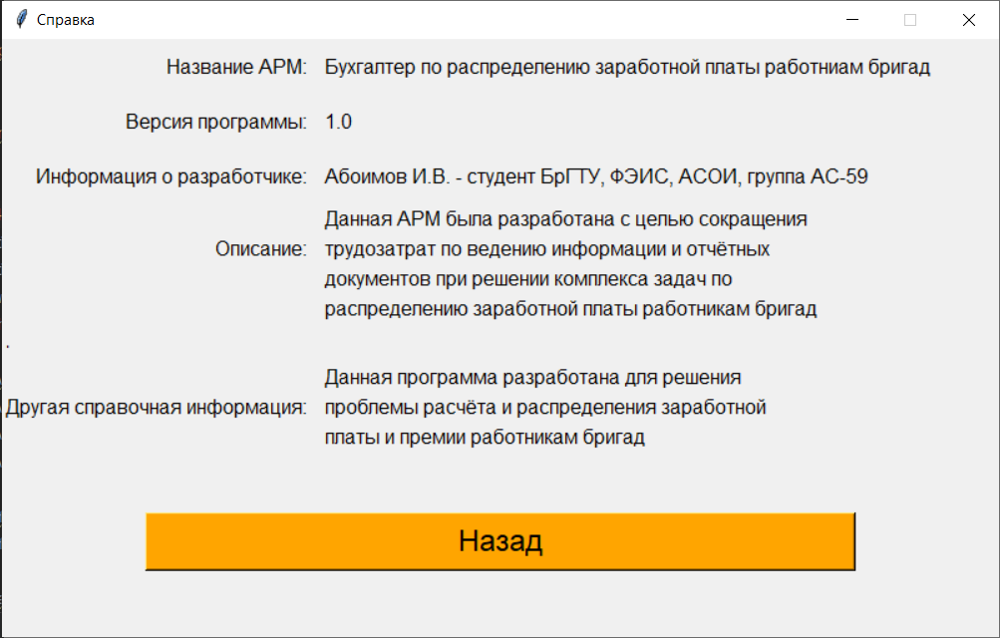 Справка
Название АРМ: Бухгалтер по распределению заработной платы работниам бригад
Версия программы: 1.0
Информация о разработчике: Абоимов И.В. - студент БрГТУ, ФЭИС, АСОИ, группа АС-59
Данная АРМ была разработана с целью сокращения
Описание: трудозатрат по ведению информации и отчётных
документов при решении комплекса задач по
распределению заработной платы работникам бригад
.
Данная программа разработана для решения
Другая справочная информация: проблемы расчёта и распределения заработной
платы и премии работникам бригад
Назад